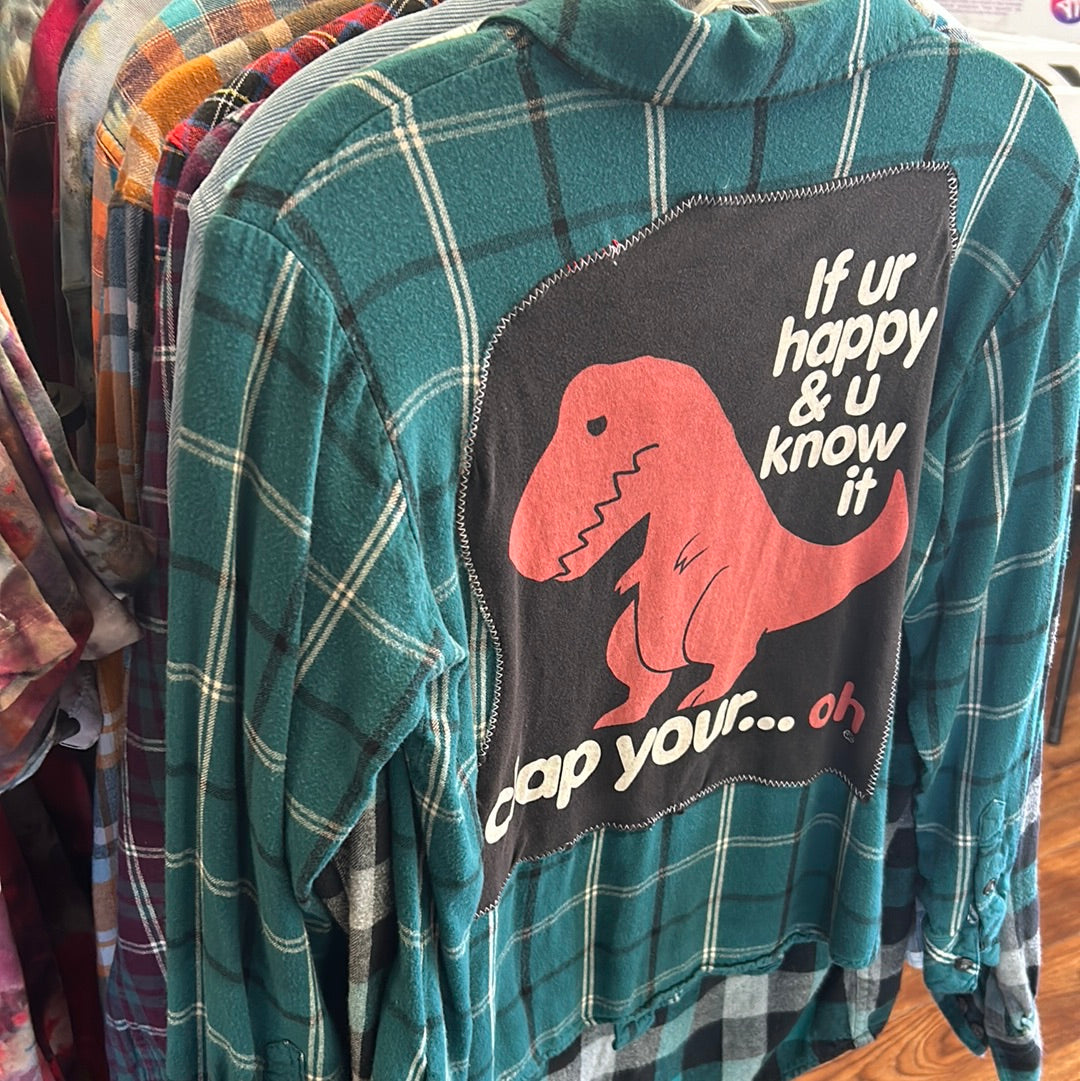 If ur
happy
& u
know
it
clap your... oh